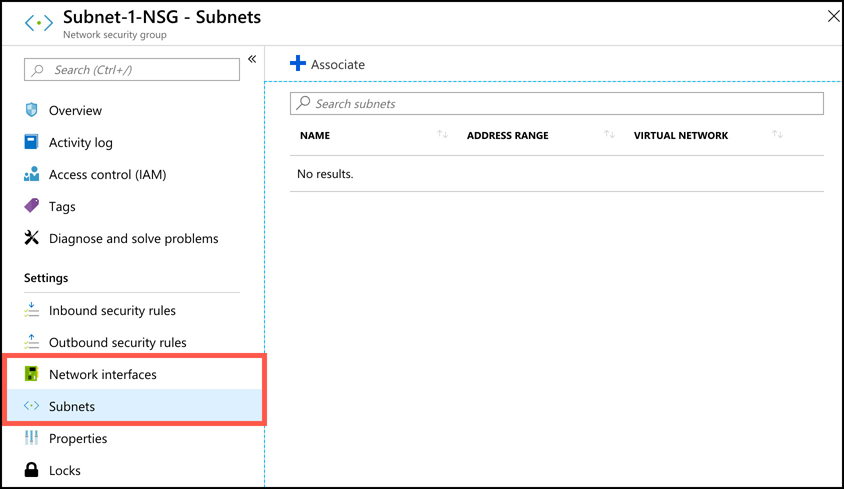 Subnet-1-NSG - Subnets
Network security group
Search (Ctrl+/)
Overview
Activity log
Access control (IAM)
Tags
Diagnose and solve problems
Settings
Inbound security rules
Outbound security rules
Network interfaces
Subnets
Properties
Locks
Associate
Search subnets
NAME ADDRESS RANGE VIRTUAL NETWORK
No results.